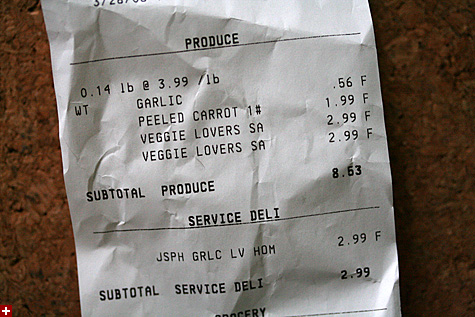 PRODUCE
0.14 lb @ 3.99 /lb
WT GARLIC .56 F
PEELED CARROT 1# 1.99 F
VEGGIE LOVERS SA 2.99 F
VEGGIE LOVERS SA 2.99 F
SUBTOTAL PRODUCE 8.53
SERVICE DELI
JSPH GRLC LV HOM 2.99 F
SUBTOTAL SERVICE DELI 2.99
GROCERY